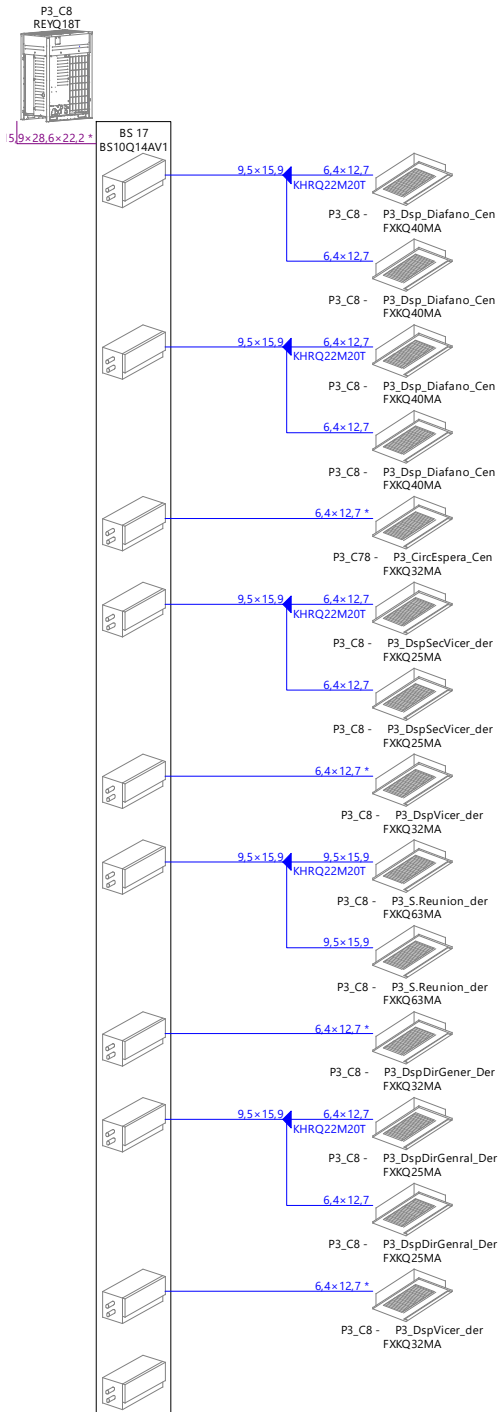 P3_C8
REYQ18T
15,9×28,6×22,2 *
BS 17
BS10Q14AV1
9,5×15,9
6,4×12,7
KHRQ22M20T
P3_C8 - P3_Dsp_Diafano_Cen
FXKQ40MA
6,4×12,7
P3_C8 - P3_Dsp_Diafano_Cen
FXKQ40MA
9,5×15,9
6,4×12,7
KHRQ22M20T
P3_C8 - P3_Dsp_Diafano_Cen
FXKQ40MA
6,4×12,7
P3_C8 - P3_Dsp_Diafano_Cen
FXKQ40MA
6,4×12,7 *
P3_C78 - P3_CircEspera_Cen
FXKQ32MA
9,5×15,9
6,4×12,7
KHRQ22M20T
P3_C8 - P3_DspSecVicer_der
FXKQ25MA
6,4×12,7
P3_C8 - P3_DspSecVicer_der
FXKQ25MA
6,4×12,7 *
P3_C8 - P3_DspVicer_der
FXKQ32MA
9,5×15,9
9,5×15,9
KHRQ22M20T
P3_C8 - P3_S.Reunion_der
FXKQ63MA
9,5×15,9
P3_C8 - P3_S.Reunion_der
FXKQ63MA
6,4×12,7 *
P3_C8 - P3_DspDirGener_Der
FXKQ32MA
9,5×15,9
6,4×12,7
KHRQ22M20T
P3_C8 - P3_DspDirGenral_Der
FXKQ25MA
6,4×12,7
P3_C8 - P3_DspDirGenral_Der
FXKQ25MA
6,4×12,7 *
P3_C8 - P3_DspVicer_der
FXKQ32MA